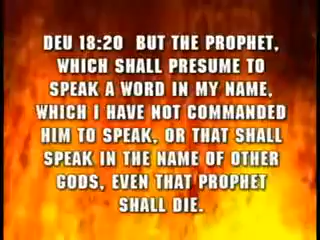 DEU 18:20 BUT THE PROPHET,
WHICH SHALL PRESUME TO
SPEAK A WORD IN MY NAME,
WHICH I HAVE NOT COMMANDED
HIM TO SPEAK, OR THAT SHALL
SPEAK IN THE NAME OF OTHER
GODS, EVEN THAT PROPHET
SHALL DIE.